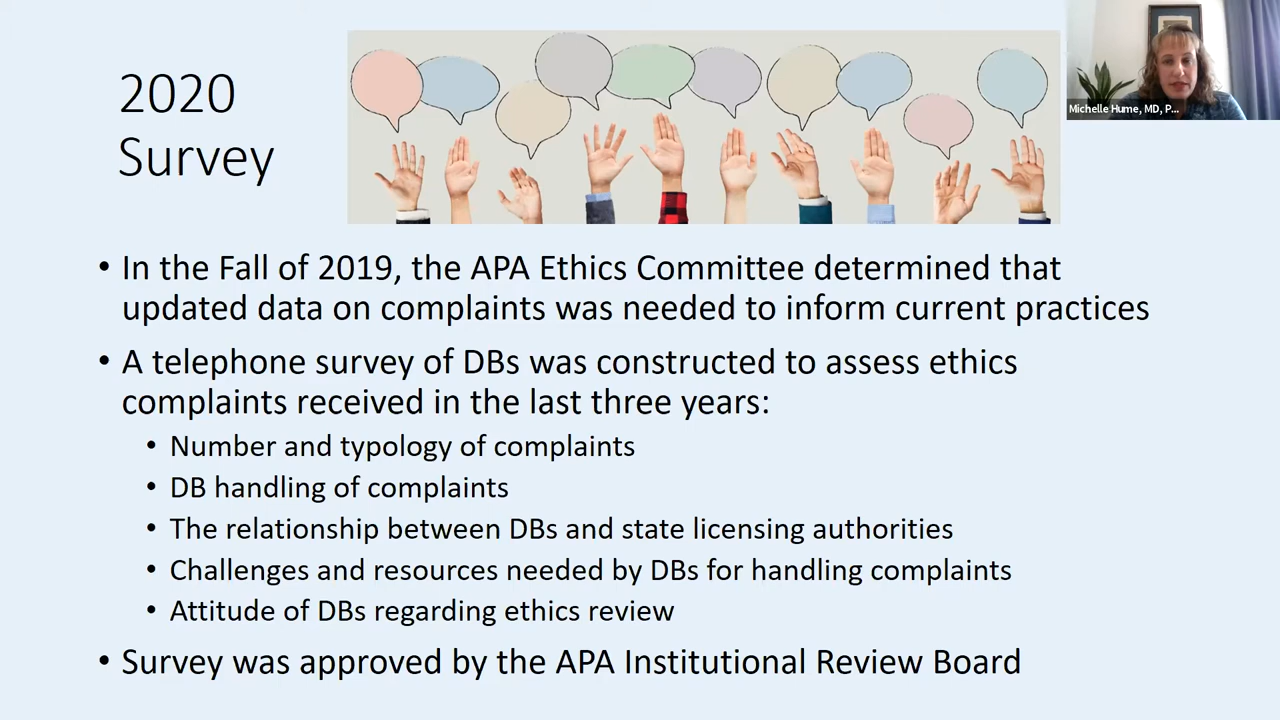 2020
Survey
Michelle Hume, MD, P...
• In the Fall of 2019, the APA Ethics Committee determined that
updated data on complaints was needed to inform current practices
• A telephone survey of DBs was constructed to assess ethics
complaints received in the last three years:
• Number and typology of complaints
• DB handling of complaints
• The relationship between DBs and state licensing authorities
• Challenges and resources needed by DBs for handling complaints
• Attitude of DBs regarding ethics review
• Survey was approved by the APA Institutional Review Board